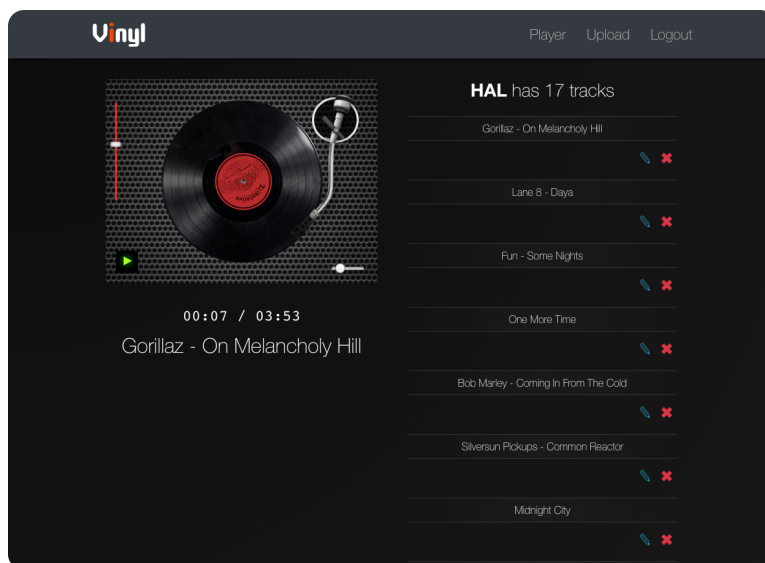 Vinyl
Player Upload Logout
HAL has 17 tracks
Gorillaz - On Melancholy Hill
Lane 8 - Daya
Fun - Some Nights
One More Time
Bob Marley - Coming In From The Cold
Silversun Pickups - Common Reactor
Midnight City
00:07 / 03:53
Gorillaz - On Melancholy Hill